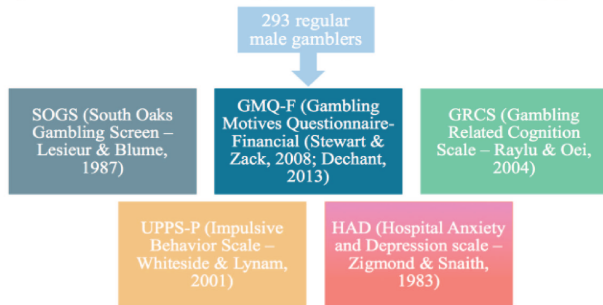 293 regular
male gamblers
SOGS (South Oaks
Gambling Screen –
Lesieur & Blume,
1987)
GMQ-F (Gambling
Motives Questionnaire-
Financial (Stewart &
Zack, 2008; Dechant,
2013)
GRCS (Gambling
Related Cognition
Scale – Raylu & Oei,
2004)
UPPS-P (Impulsive
Behavior Scale –
Whiteside & Lynam,
2001)
HAD (Hospital Anxiety
and Depression scale –
Zigmond & Snaith,
1983)